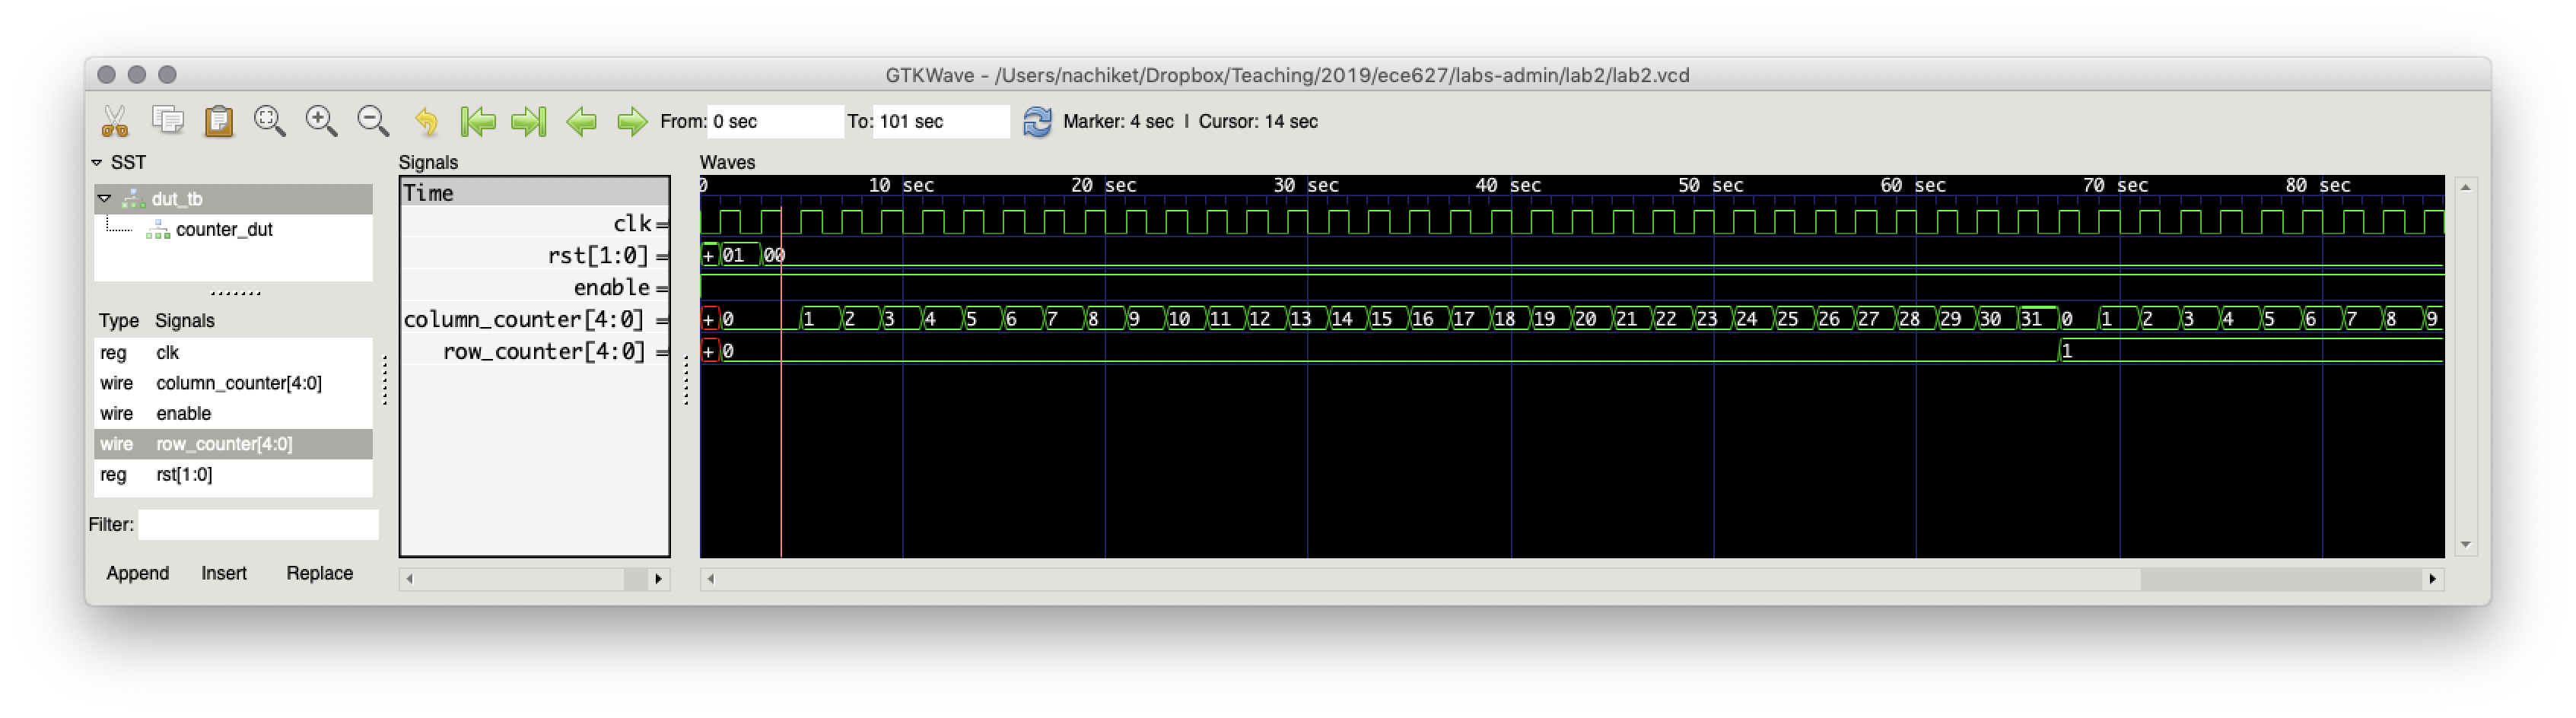 GTKWave - /Users/nachiket/Dropbox/Teaching/2019/ece627/labs-admin/lab2/lab2.vcd
From: 0 sec To: 101 sec Marker: 4 sec | Cursor: 14 sec
SST
dut_tb
counter_dut
Type Signals
reg clk
wire column_counter[4:0]
wire enable
wire row_counter[4:0]
reg rst[1:0]
Filter:
Append Insert Replace
Signals
Time
clk=
rst[1:0] =
enable =
column_counter[4:0] =
row_counter[4:0] =
Waves
0 10 sec 20 sec 30 sec 40 sec 50 sec 60 sec 70 sec 80 sec
+ 01 00
+ 0 1 2 3 4 5 6 7 8 9 10 11 12 13 14 15 16 17 18 19 20 21 22 23 24 25 26 27 28 29 30 31 0 1 2 3 4 5 6 7 8 9
+ 0 1